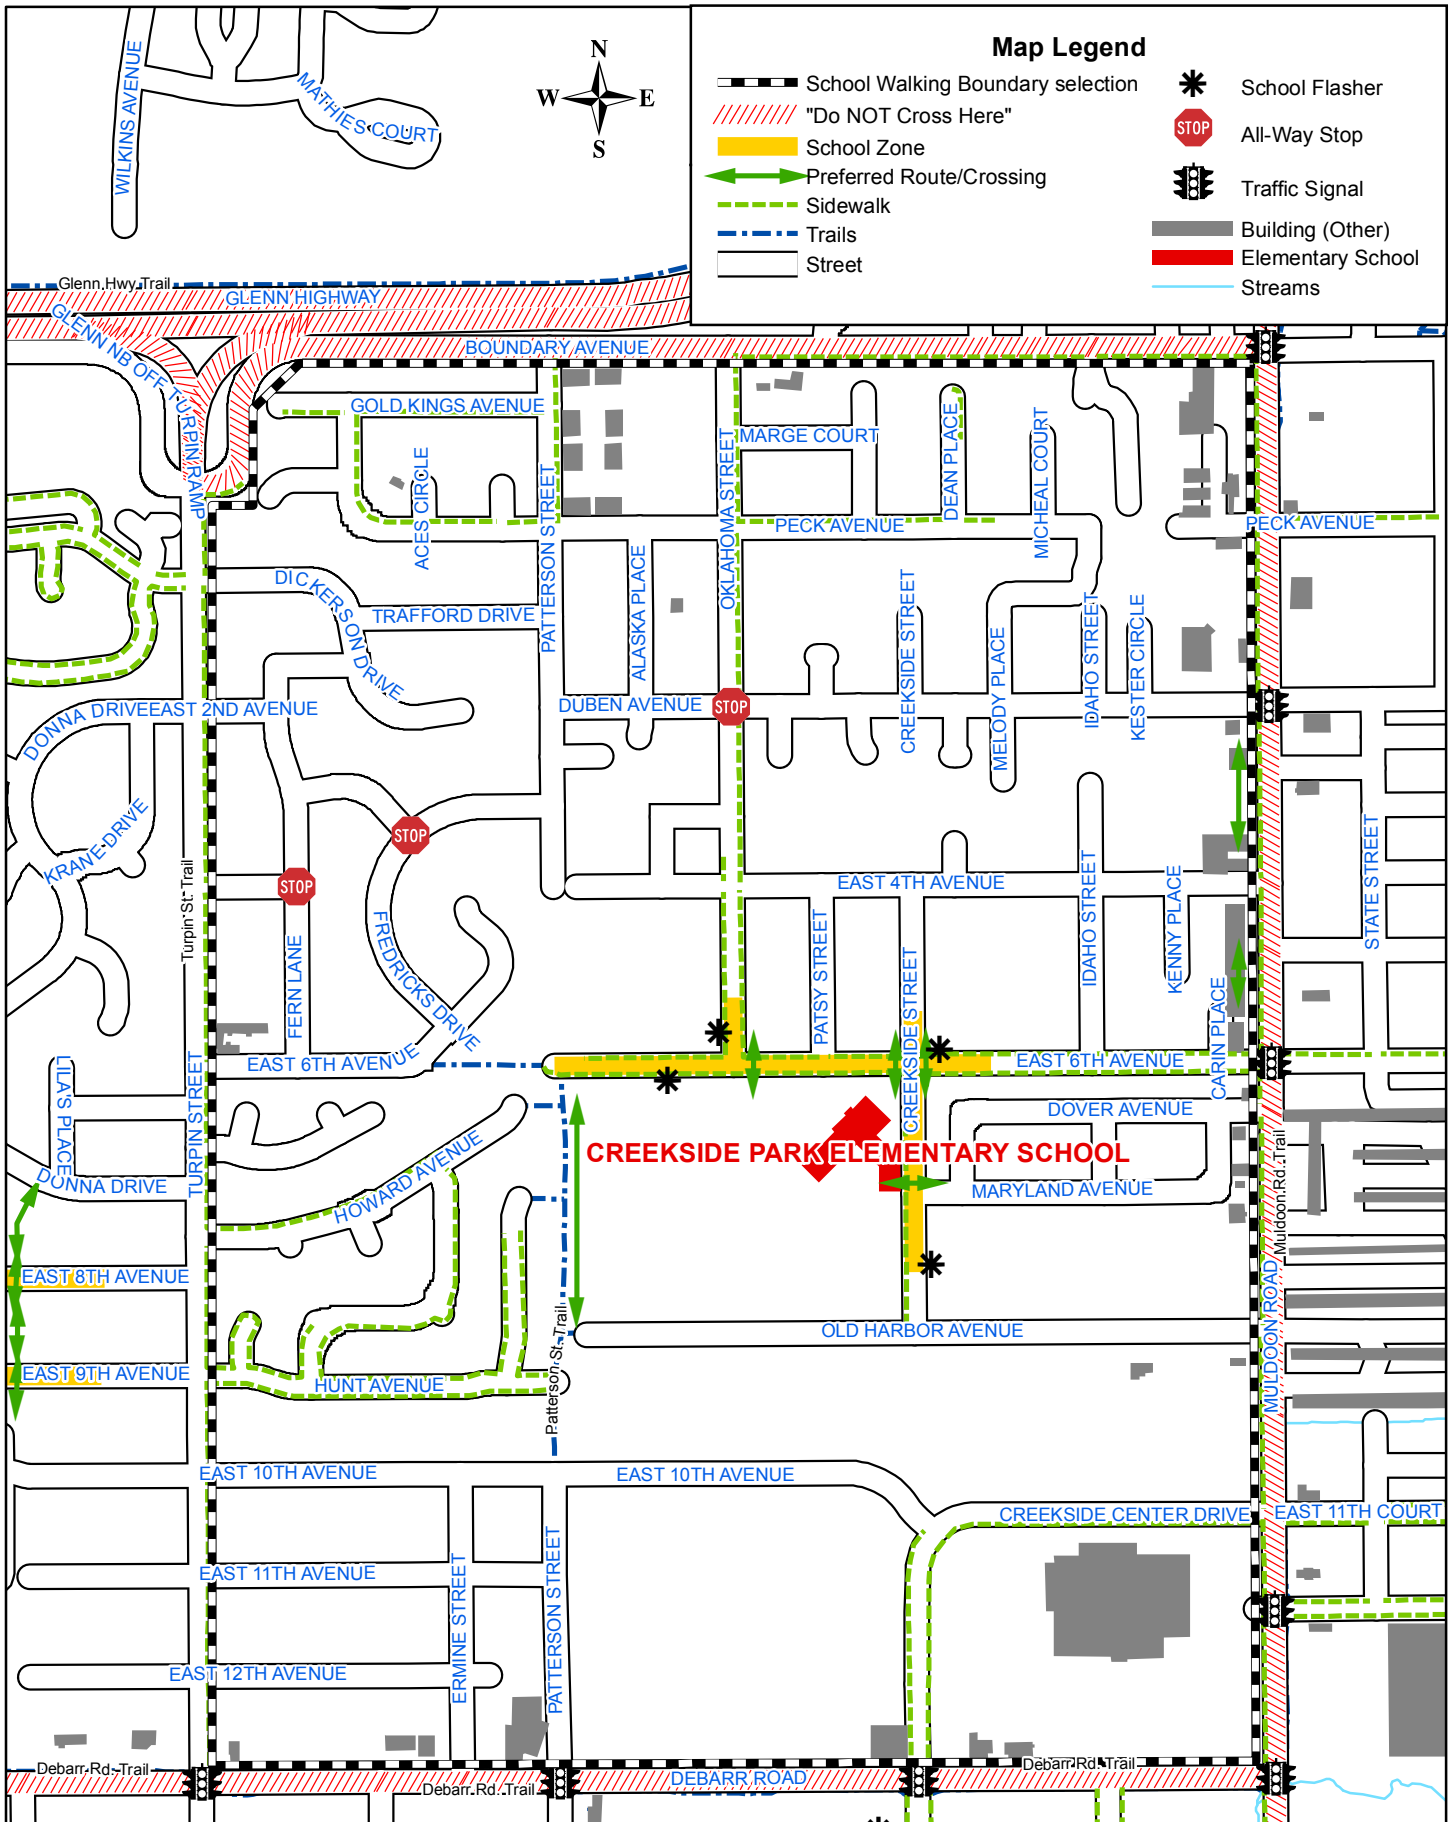 Map Legend
School Walking Boundary selection
"Do NOT Cross Here"
School Zone
Preferred Route/Crossing
Sidewalk
Trails
Street
School Flasher
STOP
All-Way Stop
Traffic Signal
Building (Other)
Elementary School
Streams
N
W
E
S
WILKINS AVENUE
MATHIES COURT
Glenn Hwy Trail
GLENN HIGHWAY
GLENN NB OFF TURPIN RAMP
BOUNDARY AVENUE
GOLD KINGS AVENUE
MARGE COURT
ACES CIRCLE
PATTERSON STREET
OKLAHOMA STREET
DEAN PLACE
MICHEAL COURT
PECK AVENUE
PECK AVENUE
DICKERSON DRIVE
TRAFFORD DRIVE
ALASKA PLACE
CREEKSIDE STREET
MELODY PLACE
IDAHO STREET
KESTER CIRCLE
DONNA DRIVE
EAST 2ND AVENUE
DUBEN AVENUE
STOP
KRANE DRIVE
STOP
STOP
EAST 4TH AVENUE
STATE STREET
Turpin St. Trail
FERN LANE
FREDRICKS DRIVE
PATSY STREET
CREEKSIDE STREET
IDAHO STREET
KENNY PLACE
CARIN PLACE
EAST 6TH AVENUE
EAST 6TH AVENUE
LILA'S PLACE
TURPIN STREET
DOVER AVENUE
CREEKSIDE PARK ELEMENTARY SCHOOL
HOWARD AVENUE
DONNA DRIVE
MARYLAND AVENUE
Muldoon Rd. Trail
EAST 8TH AVENUE
MULDOON ROAD
OLD HARBOR AVENUE
Patterson St. Trail
EAST 9TH AVENUE
HUNT AVENUE
EAST 10TH AVENUE
EAST 10TH AVENUE
CREEKSIDE CENTER DRIVE
EAST 11TH COURT
EAST 11TH AVENUE
ERMINE STREET
PATTERSON STREET
EAST 12TH AVENUE
Debarr Rd. Trail
Debarr Rd. Trail
DEBARR ROAD
Debarr Rd. Trail